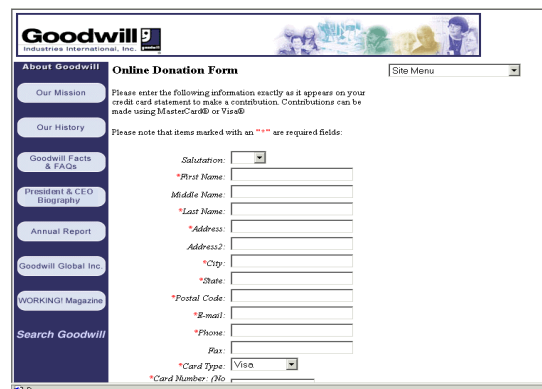 Goodwill
Industries International, Inc.
goodwill
About Goodwill
Our Mission
Our History
Goodwill Facts
& FAQs
President & CEO
Biography
Annual Report
Goodwill Global Inc.
WORKING! Magazine
Search Goodwill
Online Donation Form
Site Menu
Please enter the following information exactly as it appears on your
credit card statement to make a contribution. Contributions can be
made using MasterCard® or Visa®
Please note that items marked with an "*" are required fields:
Salutation:
*First Name:
Middle Name:
*Last Name:
*Address:
Address2:
*City:
*State:
*Postal Code:
*E-mail:
*Phone:
Fax:
*Card Type: Visa
*Card Number: (No